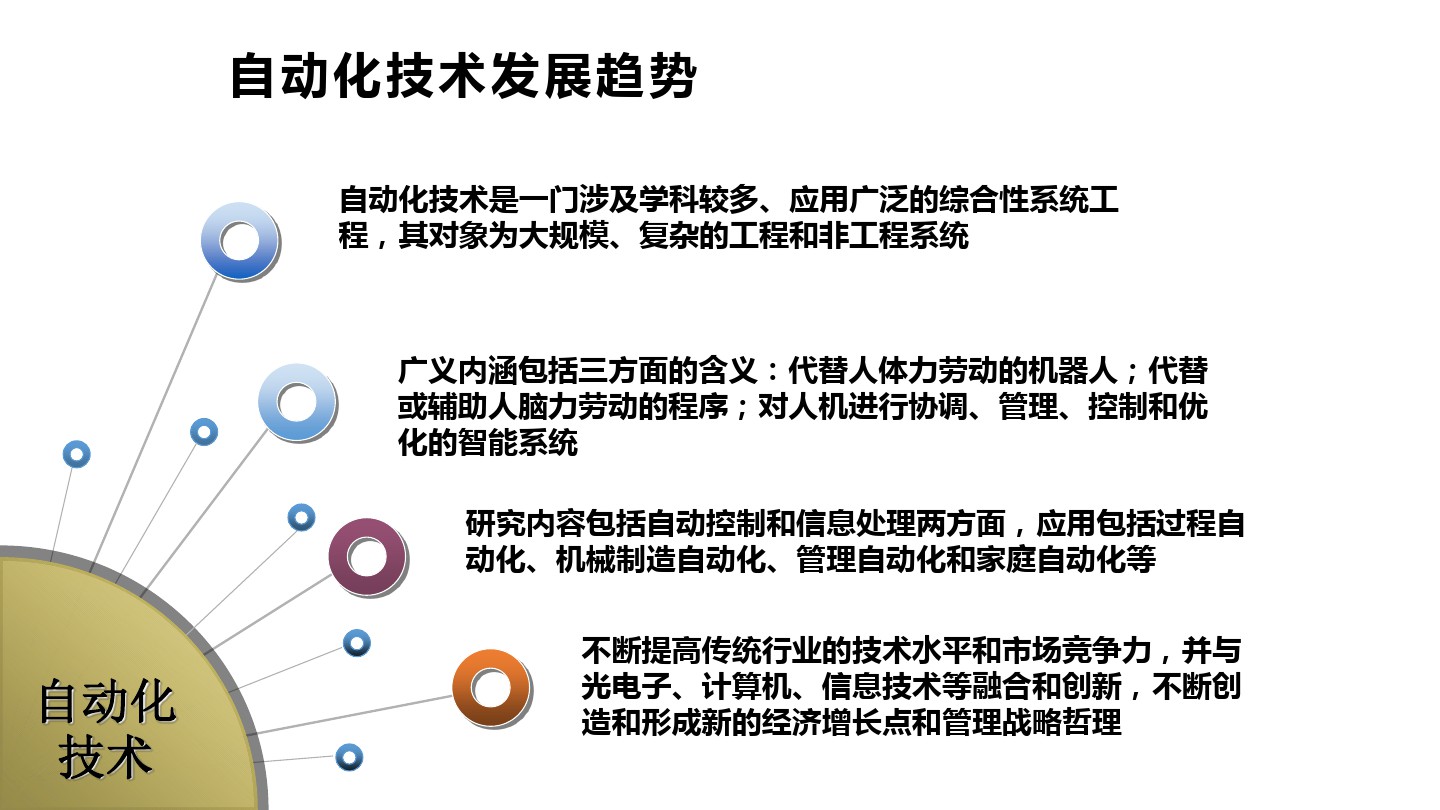 自动化技术发展趋势
自动化技术是一门涉及学科较多、应用广泛的综合性系统工
程，其对象为大规模、复杂的工程和非工程系统
广义内涵包括三方面的含义：代替人体力劳动的机器人；代替
或辅助人脑力劳动的程序；对人机进行协调、管理、控制和优
化的智能系统
研究内容包括自动控制和信息处理两方面，应用包括过程自
动化、机械制造自动化、管理自动化和家庭自动化等
不断提高传统行业的技术水平和市场竞争力，并与
光电子、计算机、信息技术等融合和创新，不断创
造和形成新的经济增长点和管理战略哲理
自动化
技术